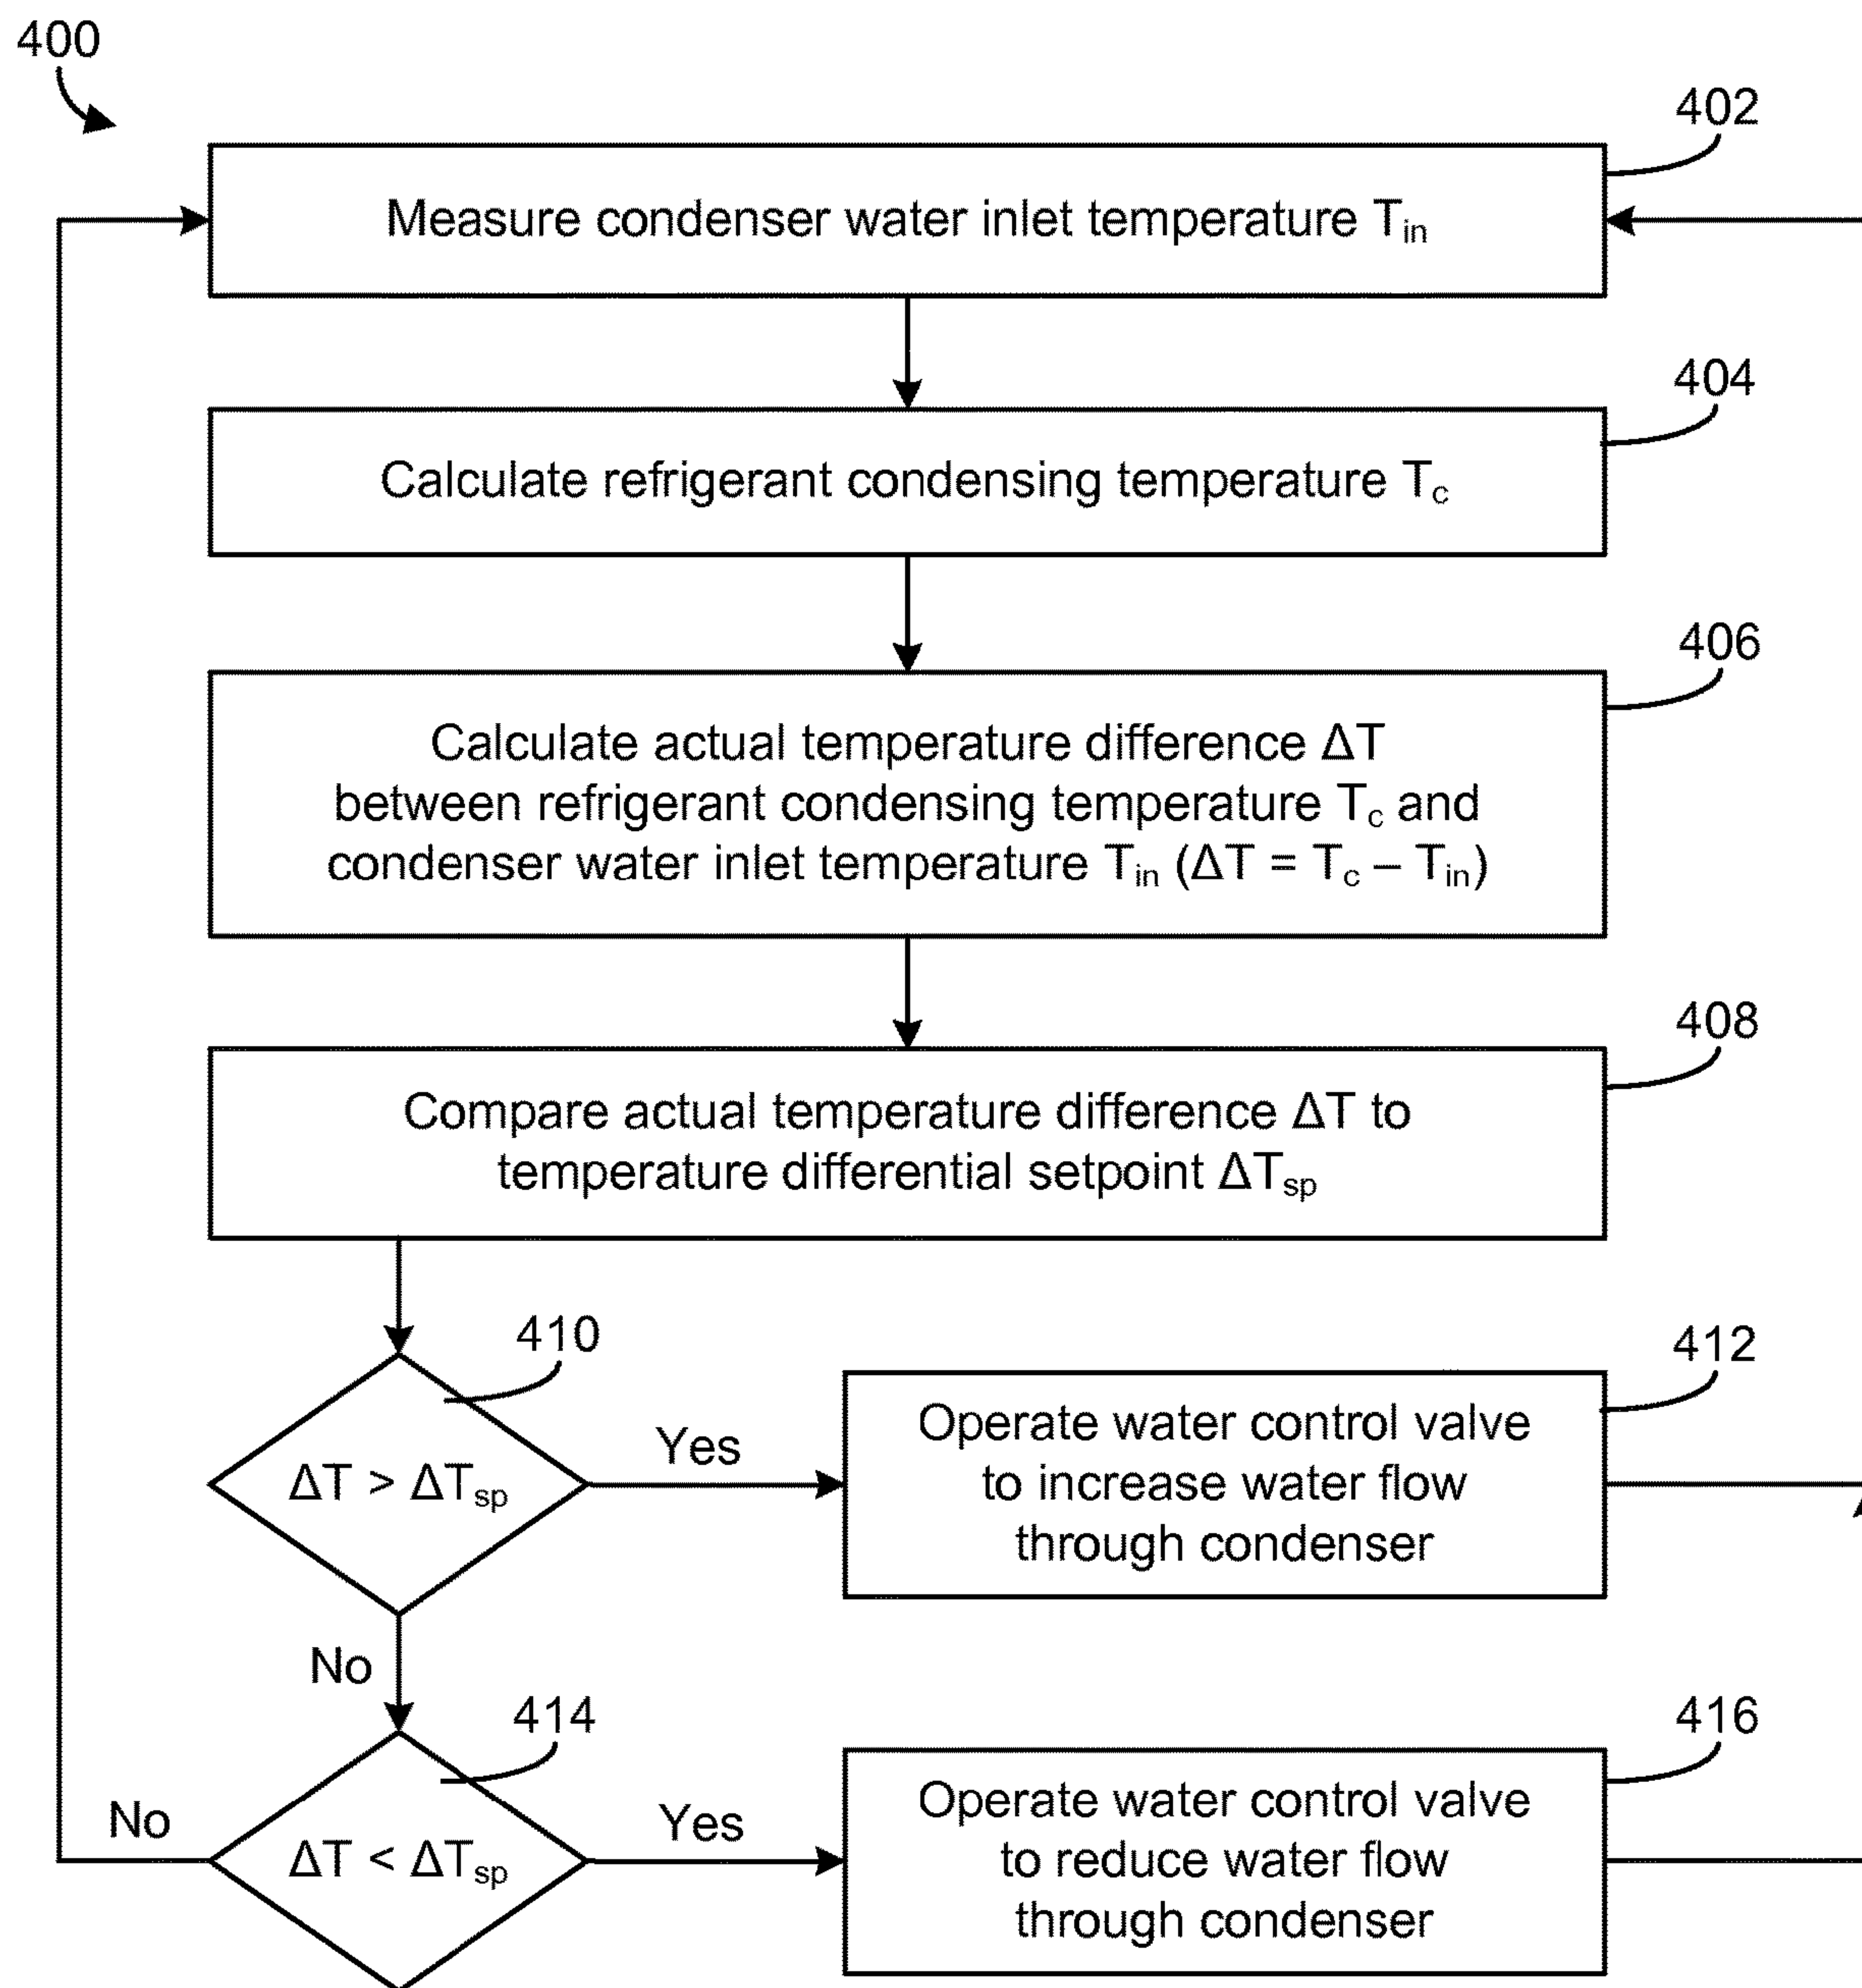 400
402
Measure condenser water inlet temperature Tin
404
Calculate refrigerant condensing temperature Tc
406
Calculate actual temperature difference ΔT
between refrigerant condensing temperature Tc and
condenser water inlet temperature Tin (ΔT = Tc – Tin)
408
Compare actual temperature difference ΔT to
temperature differential setpoint ΔTsp
410
ΔT > ΔTsp
Yes
412
Operate water control valve
to increase water flow
through condenser
No
414
ΔT < ΔTsp
No
Yes
416
Operate water control valve
to reduce water flow
through condenser